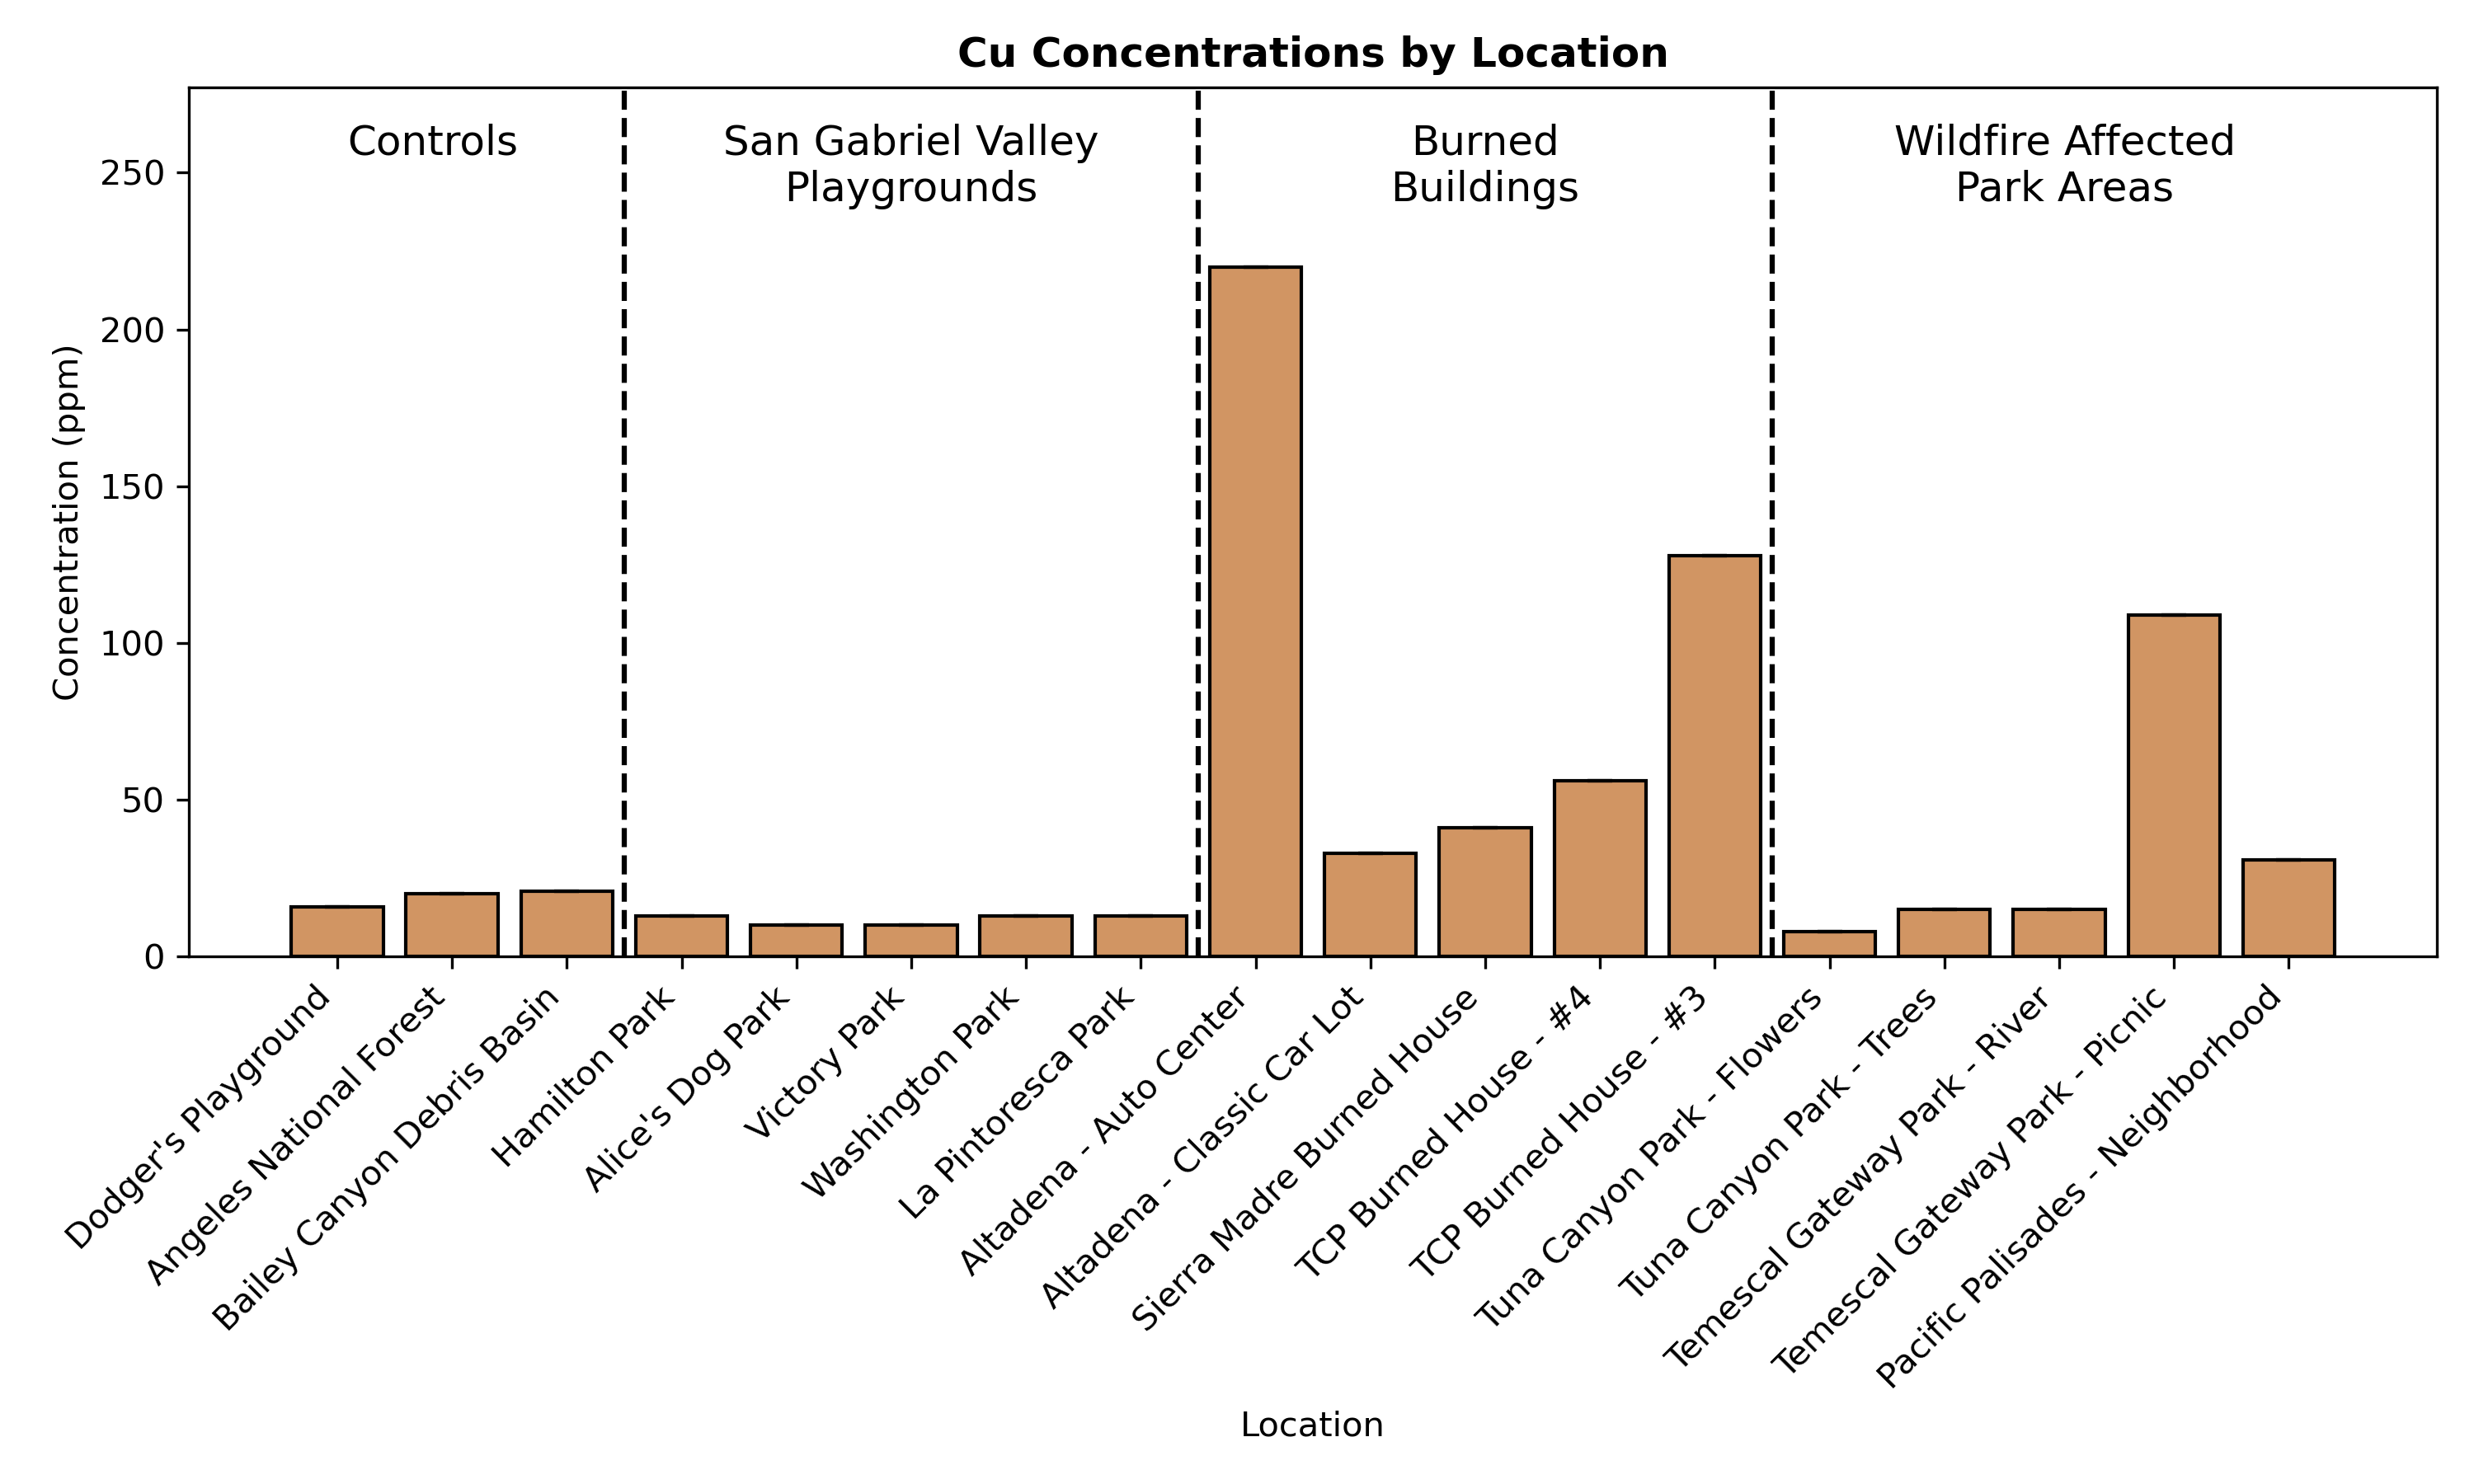 Cu Concentrations by Location
Controls
San Gabriel Valley
Playgrounds
Burned
Buildings
Wildfire Affected
Park Areas
Concentration (ppm)
250
200
150
100
50
0
Dodger's Playground
Angeles National Forest
Bailey Canyon Debris Basin
Hamilton Park
Alice's Dog Park
Victory Park
Washington Park
La Pintoresca Park
Altadena - Auto Center
Altadena - Classic Car Lot
Sierra Madre Burned House
TCP Burned House - #4
TCP Burned House - #3
Tuna Canyon Park - Flowers
Tuna Canyon Park - Trees
Temescal Gateway Park - River
Temescal Gateway Park - Picnic
Pacific Palisades - Neighborhood
Location